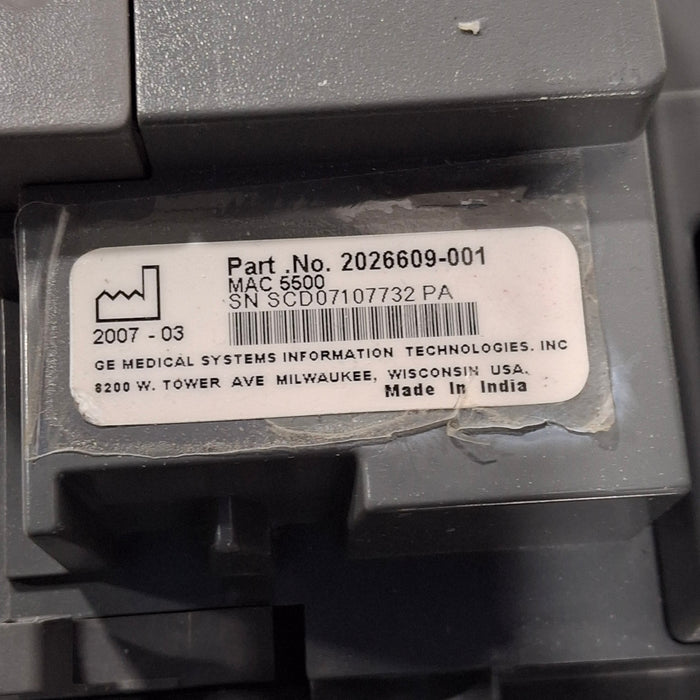 Part .No. 2026609-001
MAC 5500
SN SCD07107732 PA
2007 - 03
GE MEDICAL SYSTEMS INFORMATION TECHNOLOGIES. INC
8200 W. TOWER AVE MILWAUKEE, WISCONSIN USA.
Made In India